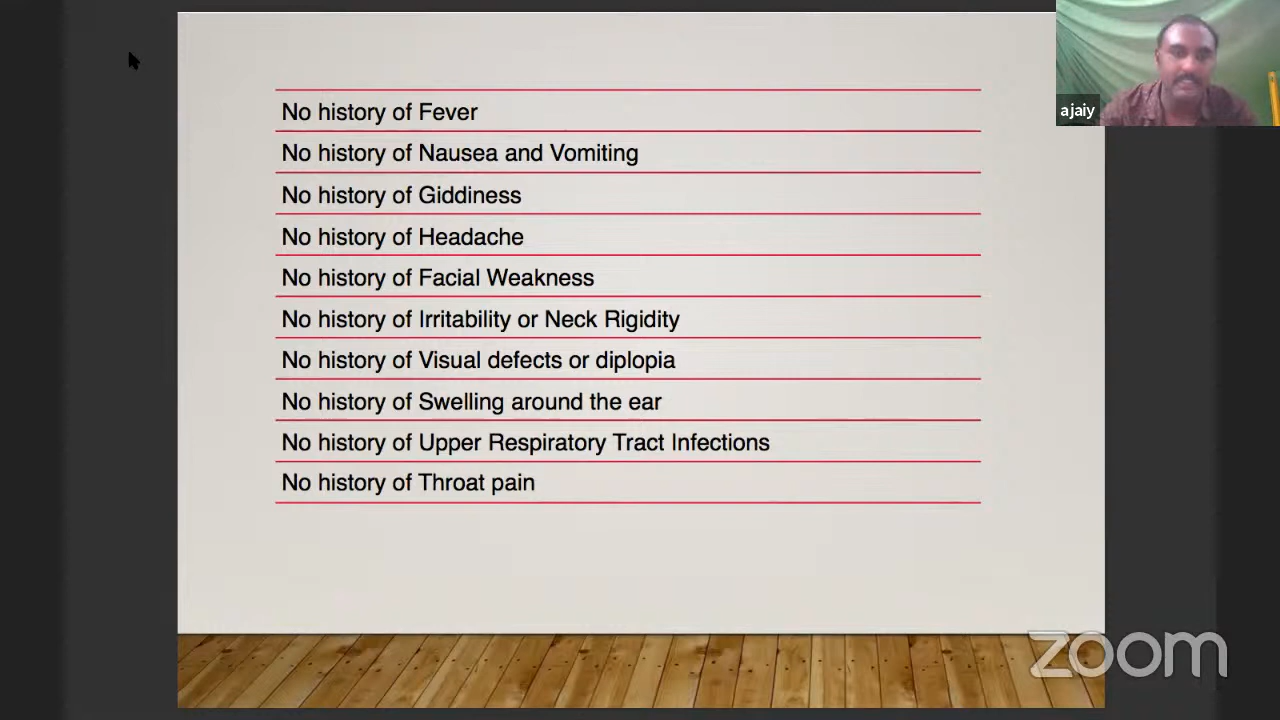 No history of Fever
No history of Nausea and Vomiting
No history of Giddiness
No history of Headache
No history of Facial Weakness
No history of Irritability or Neck Rigidity
No history of Visual defects or diplopia
No history of Swelling around the ear
No history of Upper Respiratory Tract Infections
No history of Throat pain
ajaiy
zoom